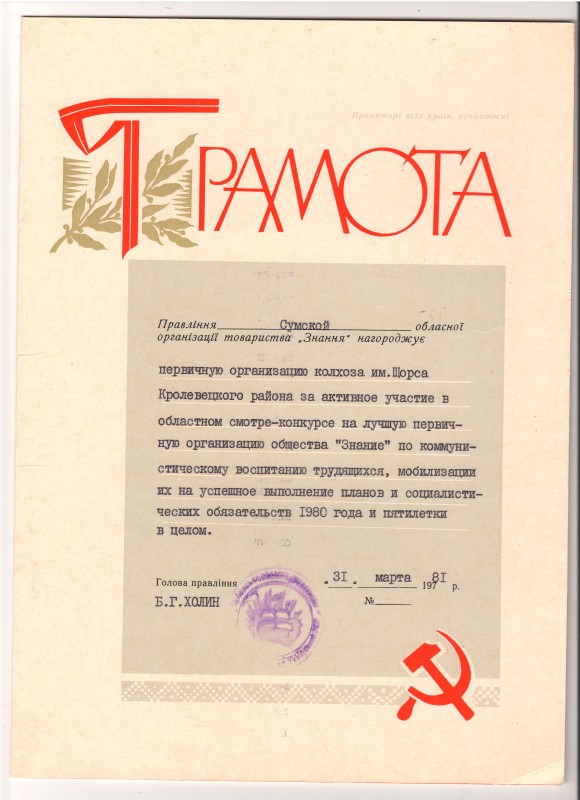 Пролетарі всіх країн, єднайтеся!
ГРАМОТА
Правління Сумской обласної
організації товариства „Знання" нагороджує
первичную организацию колхоза им.Щорса
Кролевецкого района за активное участие в
областном смотре-конкурсе на лучшую первич-
ную организацию общества "Знание" по коммуни-
стическому воспитанию трудящихся, мобилизации
их на успешное выполнение планов и социалисти-
ческих обязательств 1980 года и пятилетки
в целом.
Голова правління „31" марта 197 81 р.
Б.Г.ХОЛИН №